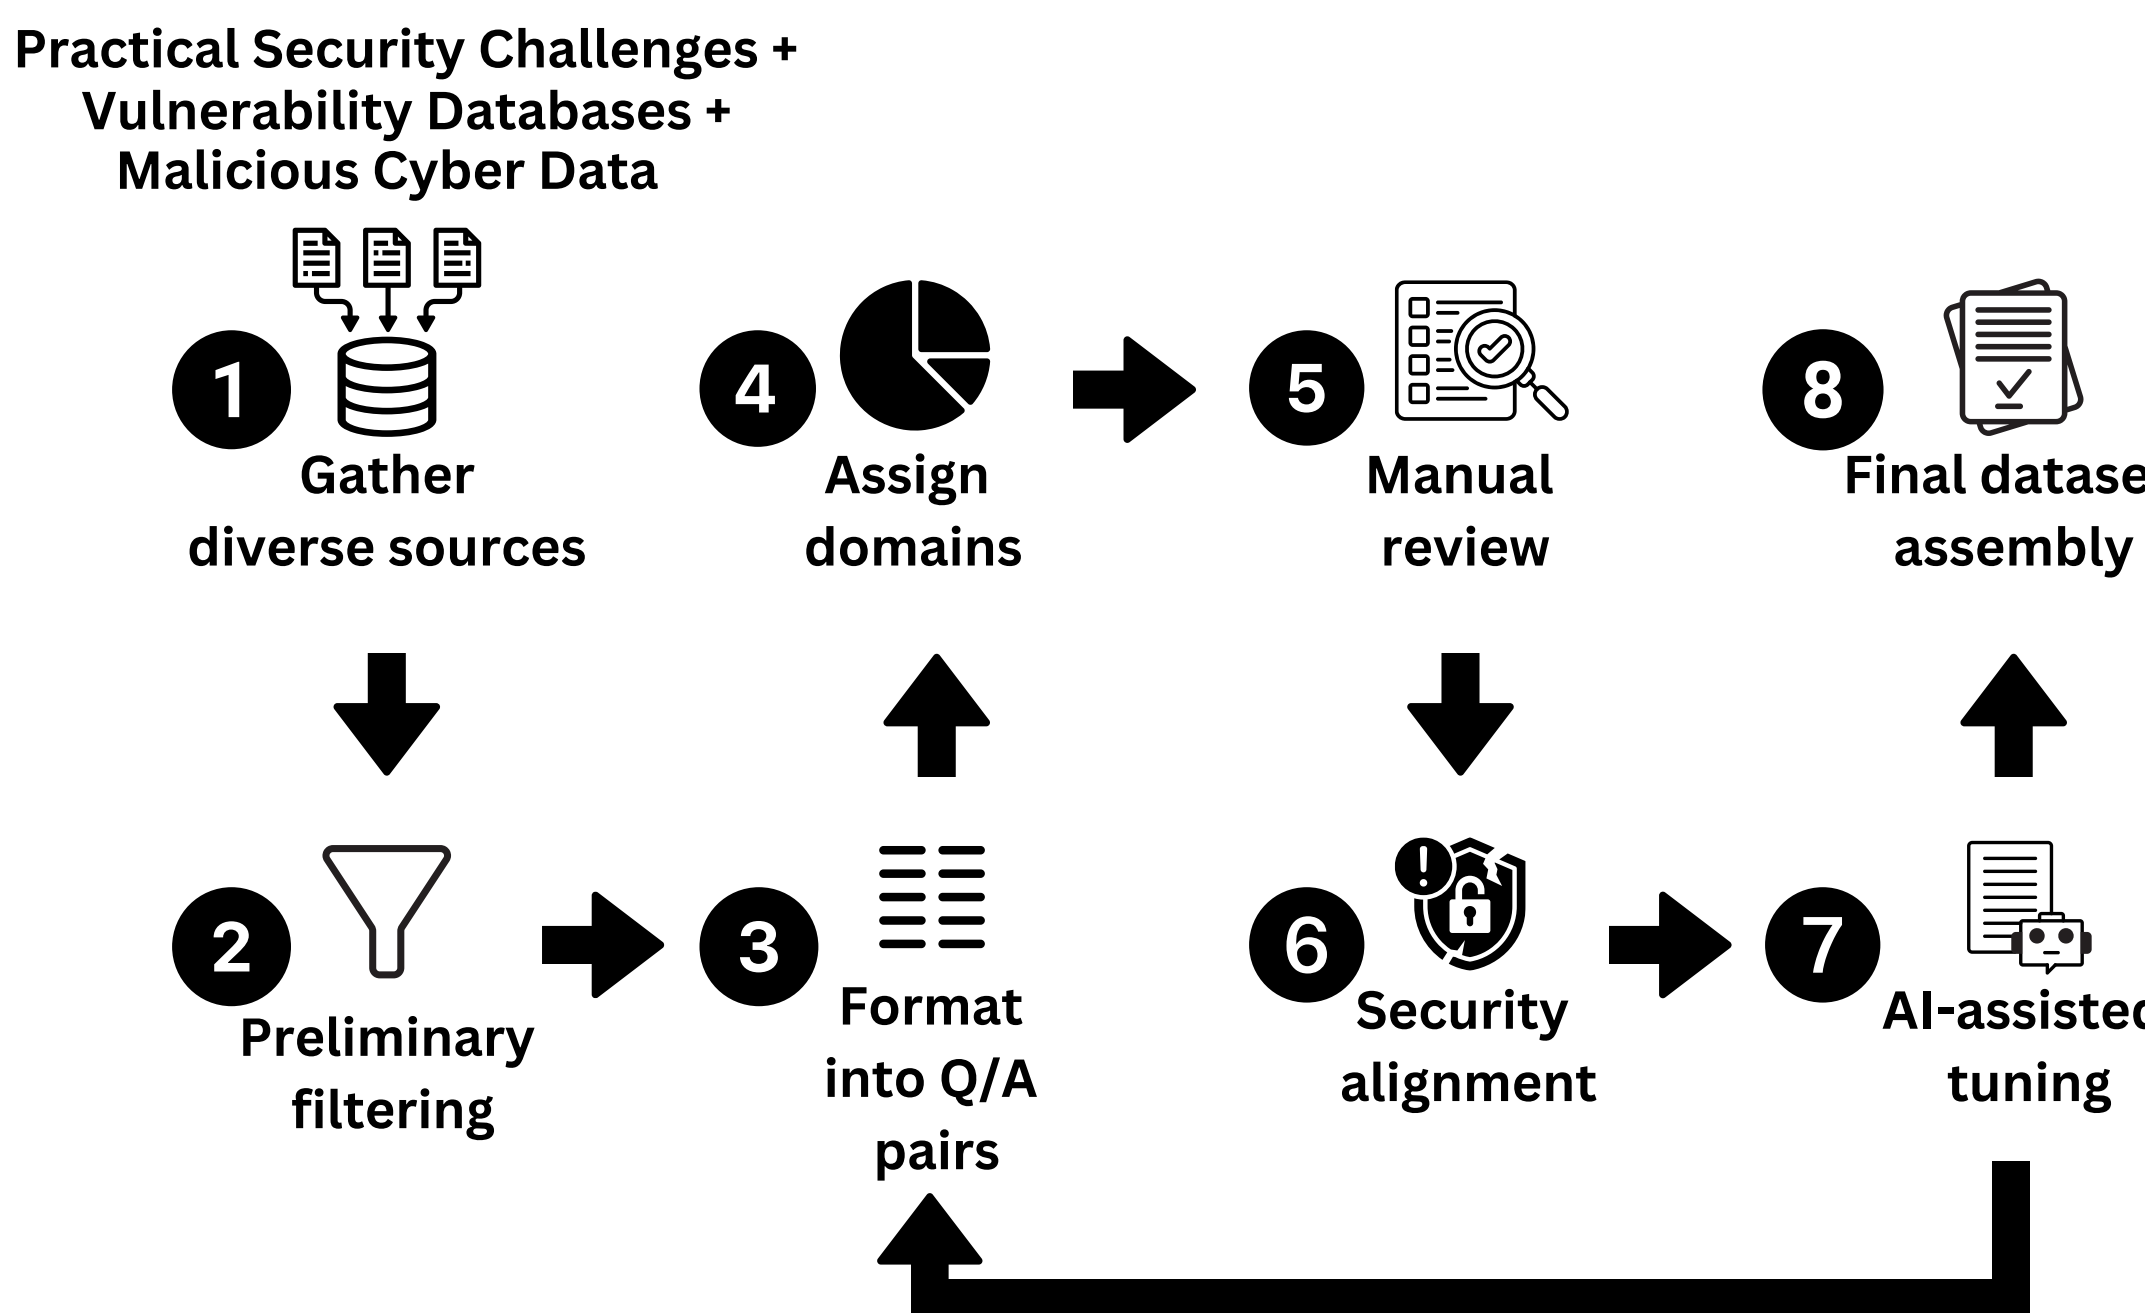 Practical Security Challenges +
Vulnerability Databases +
Malicious Cyber Data
1
Gather
diverse sources
2
Preliminary
filtering
3
Format
into Q/A
pairs
4
Assign
domains
5
Manual
review
6
Security
alignment
7
AI-assisted
tuning
8
Final datase
assembly